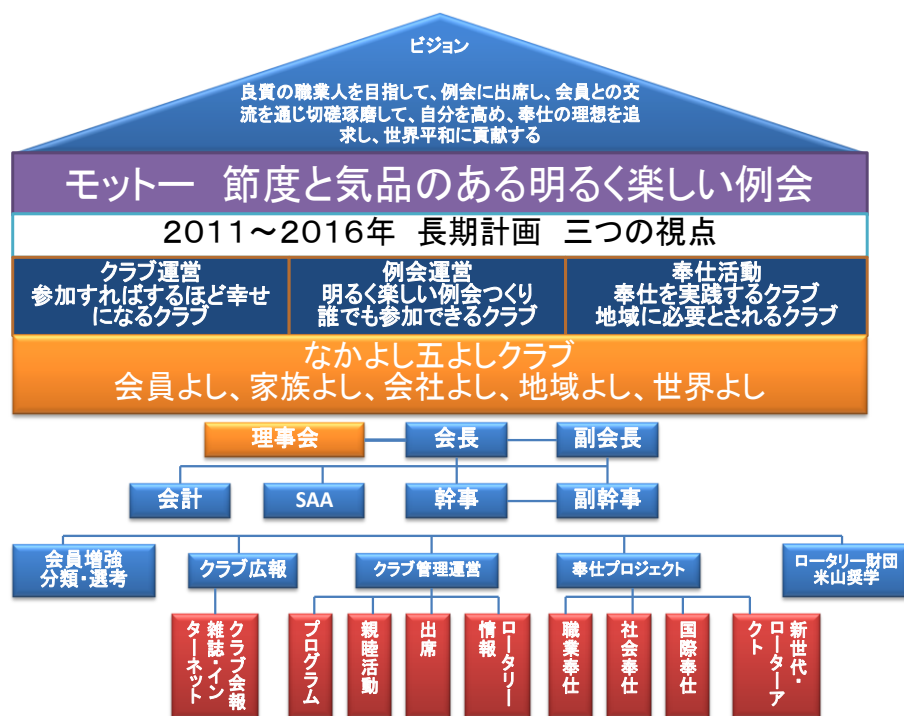 ビジョン
良質の職業人を目指して、例会に出席し、会員との交
流を通じ切磋琢磨して、自分を高め、奉仕の理想を追
求し、世界平和に貢献する
モットー 節度と気品のある明るく楽しい例会
2011～2016年 長期計画 三つの視点
クラブ運営
参加すればするほど幸せ
になるクラブ
例会運営
明るく楽しい例会つくり
誰でも参加できるクラブ
奉仕活動
奉仕を実践するクラブ
地域に必要とされるクラブ
なかよし五よしクラブ
会員よし、家族よし、会社よし、地域よし、世界よし
理事会
会長
副会長
会計
SAA
幹事
副幹事
会員増強
分類・選考
クラブ広報
クラブ管理運営
奉仕プロジェクト
ロータリー財団
米山奨学
クラブ会報
雑誌・イン
ターネット
プログラム
親睦活動
出席
ロータリー
情報
職業奉仕
社会奉仕
国際奉仕
新世代・
ローターア
クト